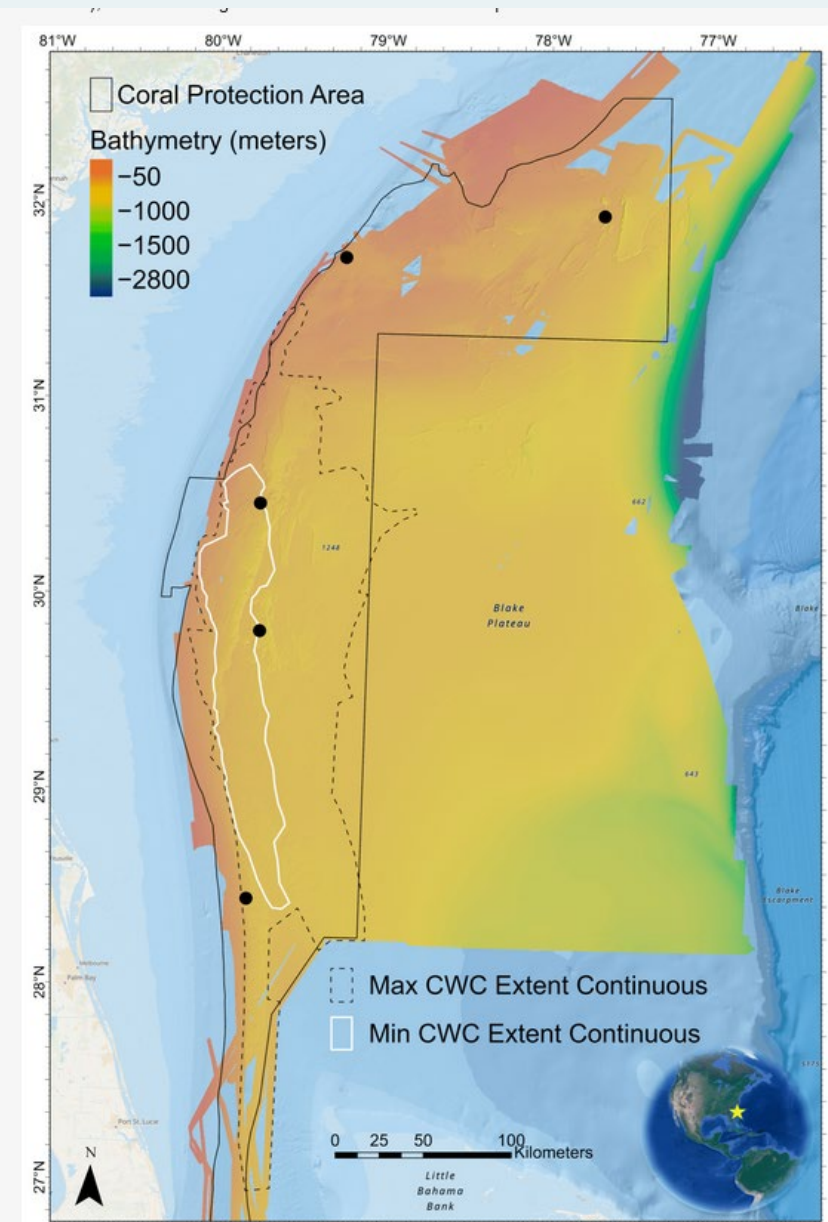 81°W 80°W 79°W 78°W 77°W
Coral Protection Area
Bathymetry (meters)
−50
−1000
−1500
−2800
32°N
31°N
30°N
29°N
28°N
27°N
662
1248
Blake
Plateau
Blake
643
Blake
Escarpment
Max CWC Extent Continuous
Min CWC Extent Continuous
Melbourne
Palm Bay
Port St. Lucie
N
0 25 50 100
Kilometers
Little
Bahama
Bank